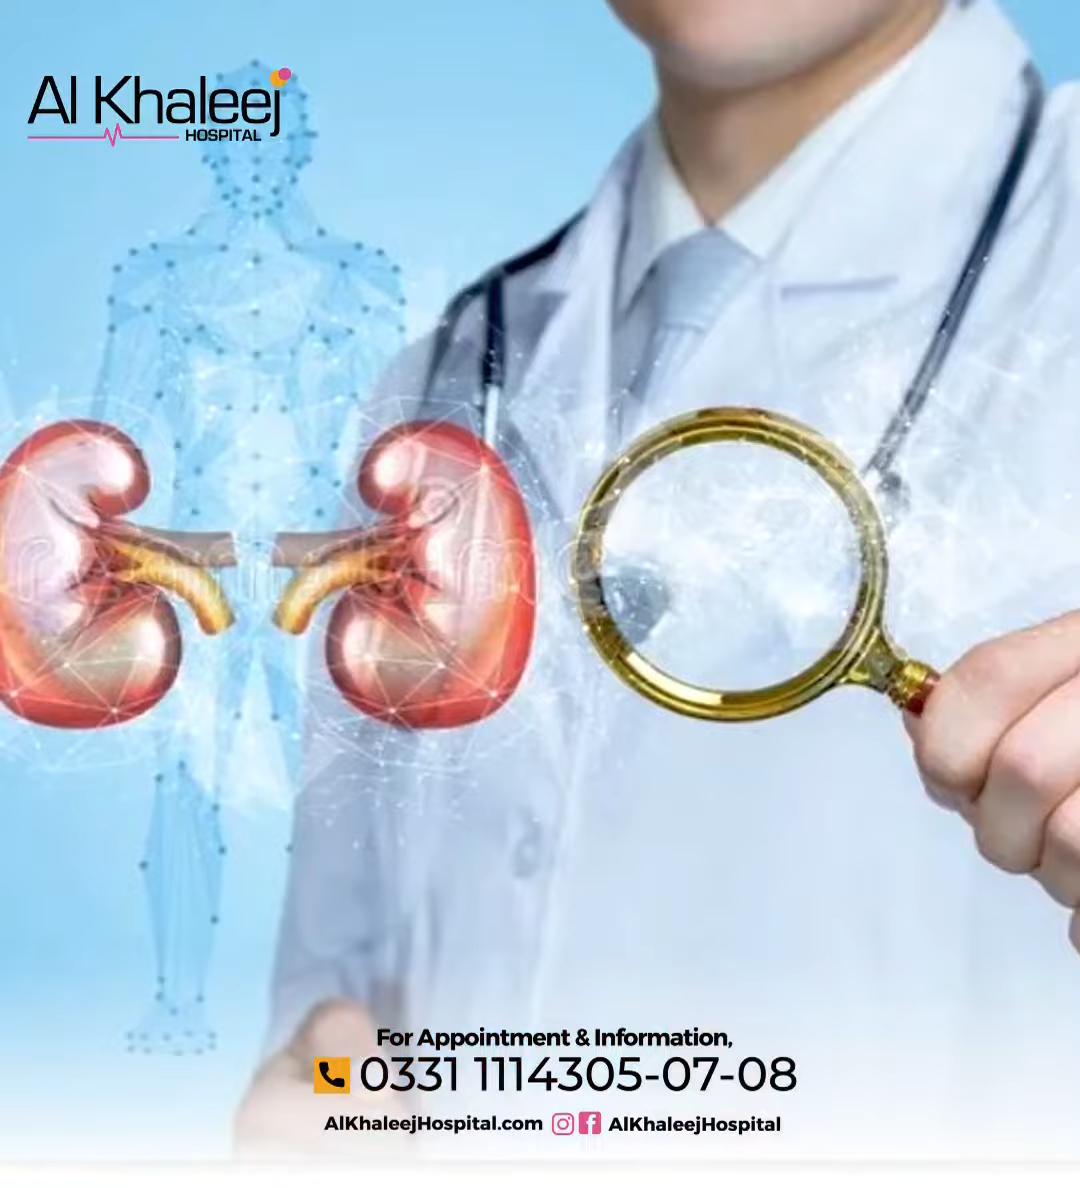 Al Khaleej
HOSPITAL
For Appointment & Information,
0331 1114305-07-08
AlKhaleejHospital.com AlKhaleejHospital